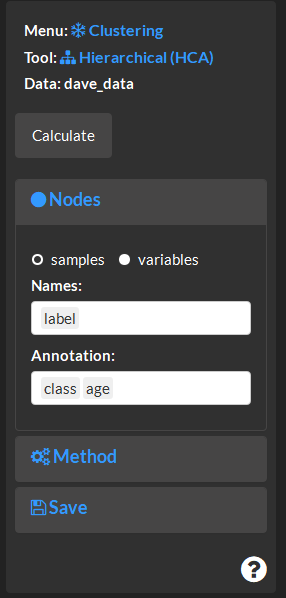 Menu: Clustering
Tool: Hierarchical (HCA)
Data: dave_data
Calculate
Nodes
samples variables
Names:
label
Annotation:
class age
Method
Save
?